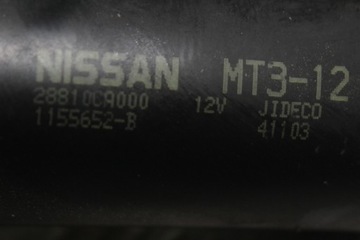 NISSAN MT3-12
28810CA000 12V JIDECO
1155652-B 41103